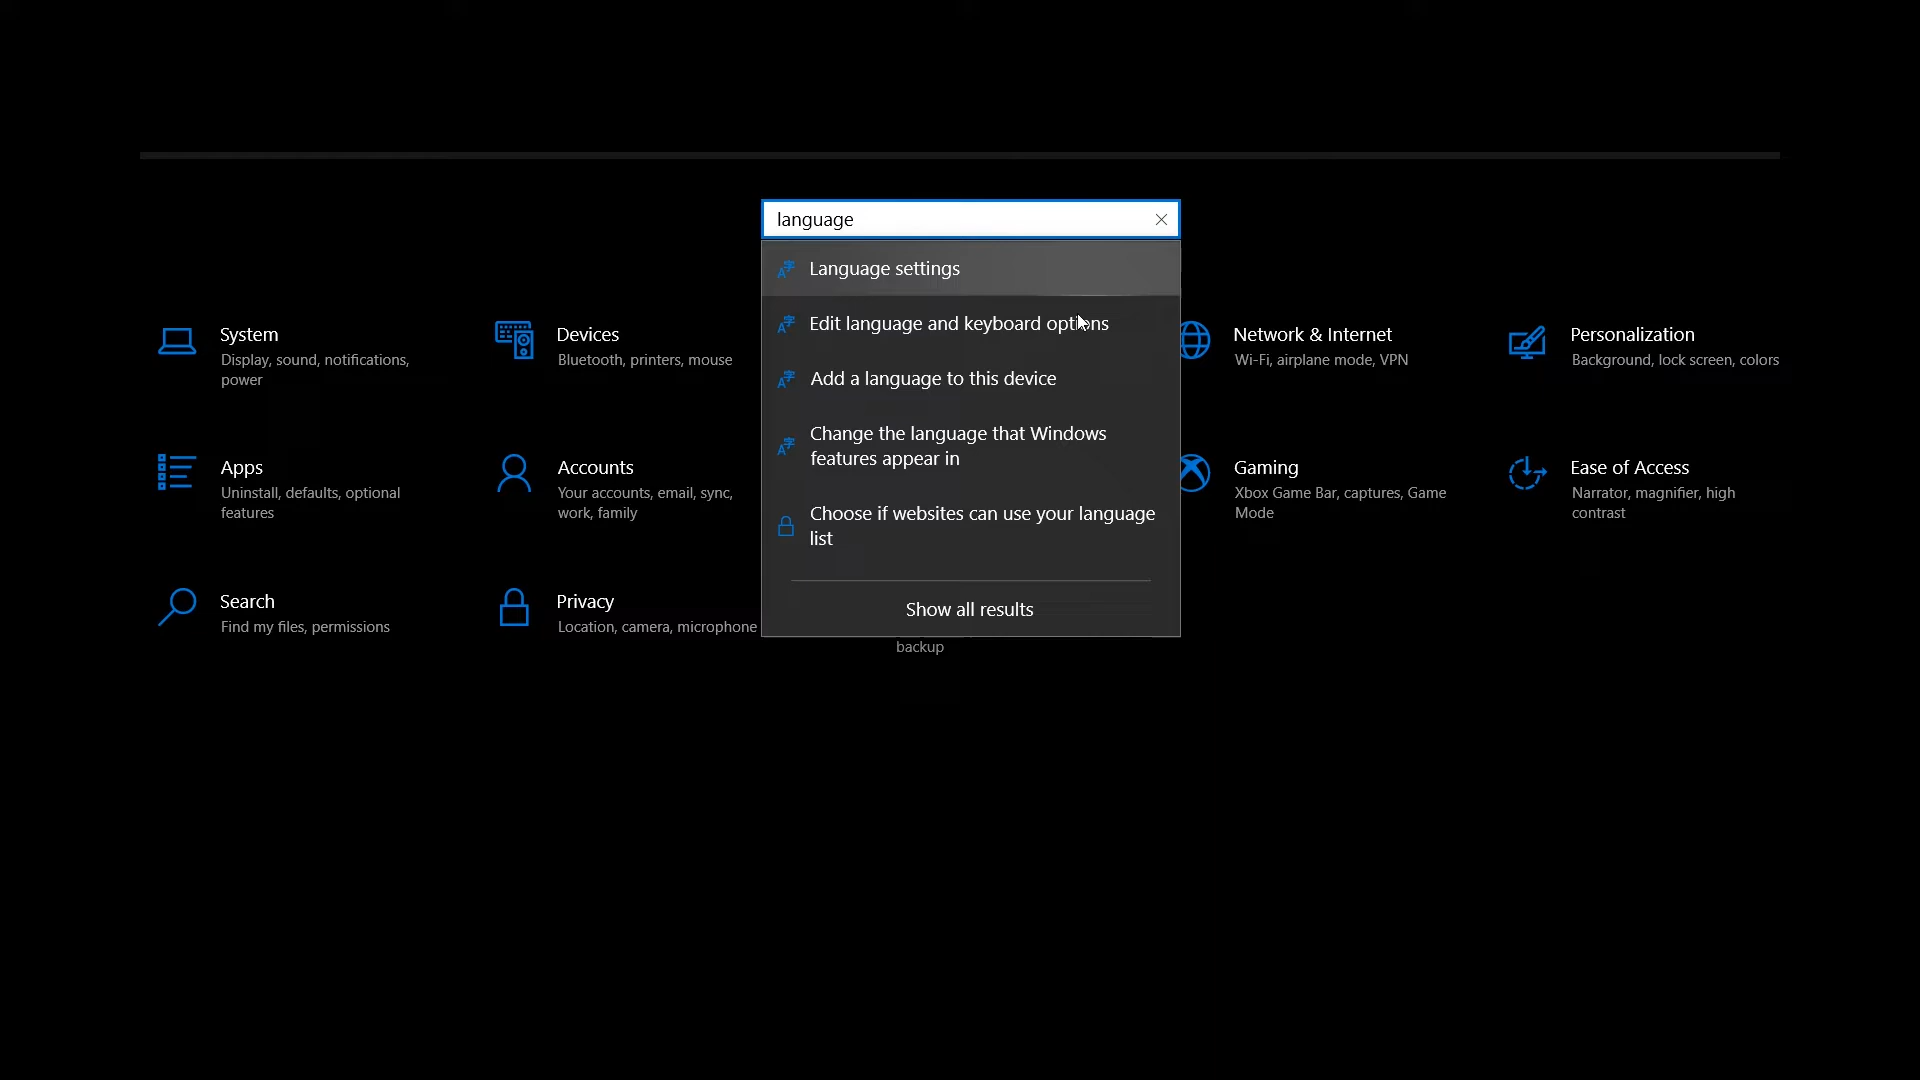 language
Language settings
Edit language and keyboard options
Add a language to this device
Change the language that Windows
features appear in
Choose if websites can use your language
list
Show all results
System
Display, sound, notifications,
power
Devices
Bluetooth, printers, mouse
Network & Internet
Wi-Fi, airplane mode, VPN
Personalization
Background, lock screen, colors
Apps
Uninstall, defaults, optional
features
Accounts
Your accounts, email, sync,
work, family
Gaming
Xbox Game Bar, captures, Game
Mode
Ease of Access
Narrator, magnifier, high
contrast
Search
Find my files, permissions
Privacy
Location, camera, microphone
backup